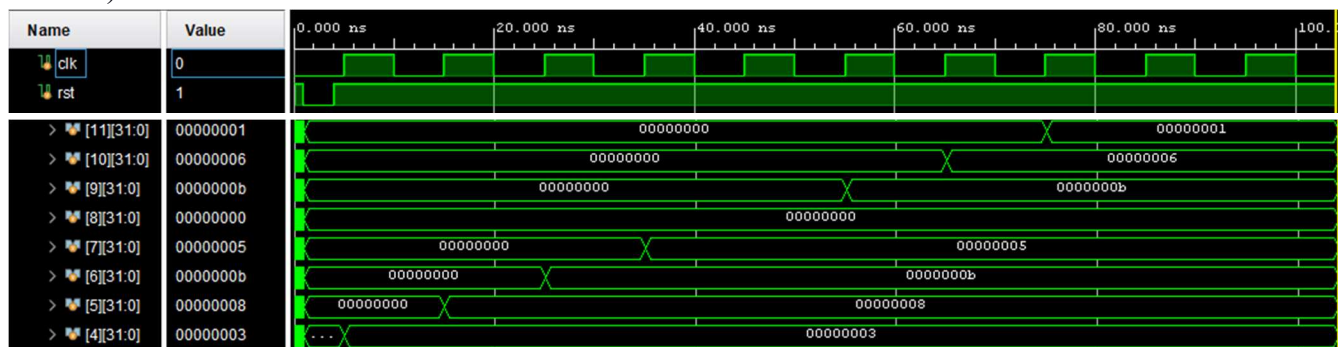 Name Value 0.000 ns 20.000 ns 40.000 ns 60.000 ns 80.000 ns 100.
clk 0
rst 1
> [11][31:0] 00000001 00000000 00000001
> [10][31:0] 00000006 00000000 00000006
> [9][31:0] 0000000b 00000000 0000000b
> [8][31:0] 00000000 00000000
> [7][31:0] 00000005 00000000 00000005
> [6][31:0] 0000000b 00000000 0000000b
> [5][31:0] 00000008 00000000 00000008
> [4][31:0] 00000003 ... 00000003